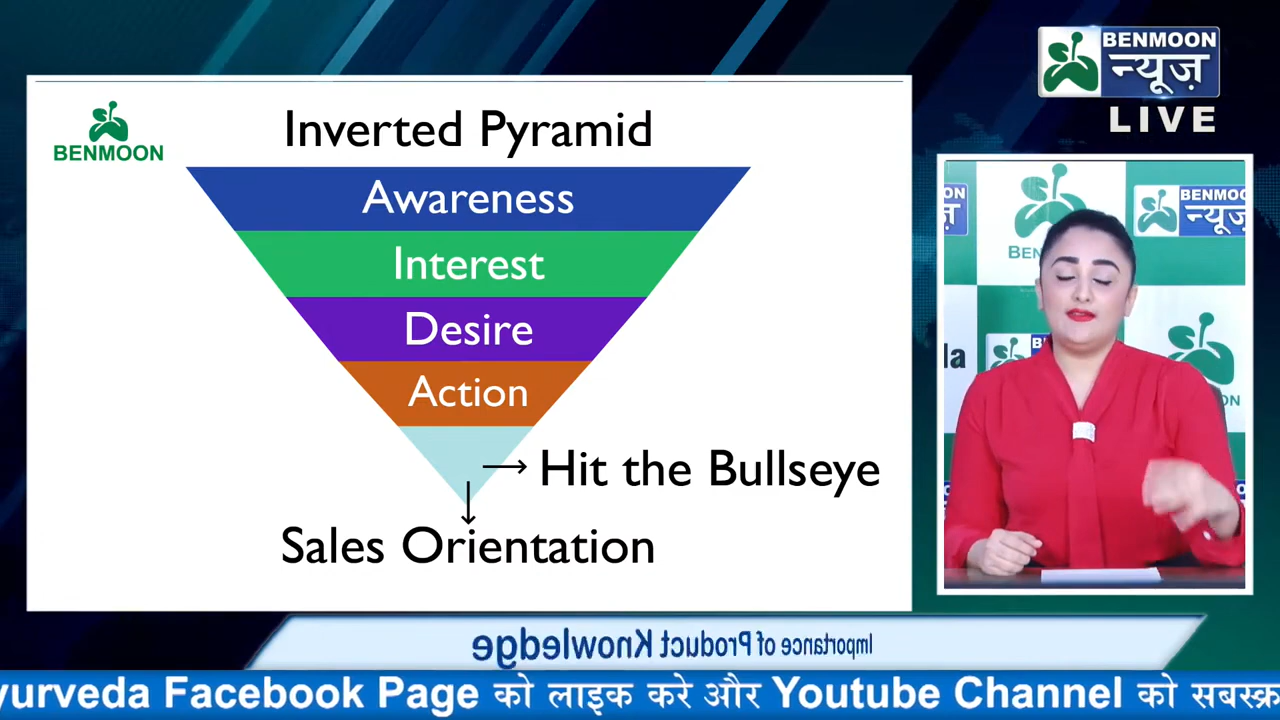 BENMOON
न्यूज़
LIVE
BENMOON
Inverted Pyramid
Awareness
Interest
Desire
Action
→ Hit the Bullseye
↓
Sales Orientation
BENMOON
न्यूज़
Importance of Product Knowledge
yurveda Facebook Page को लाइक करे और Youtube Channel को सबस्क्र